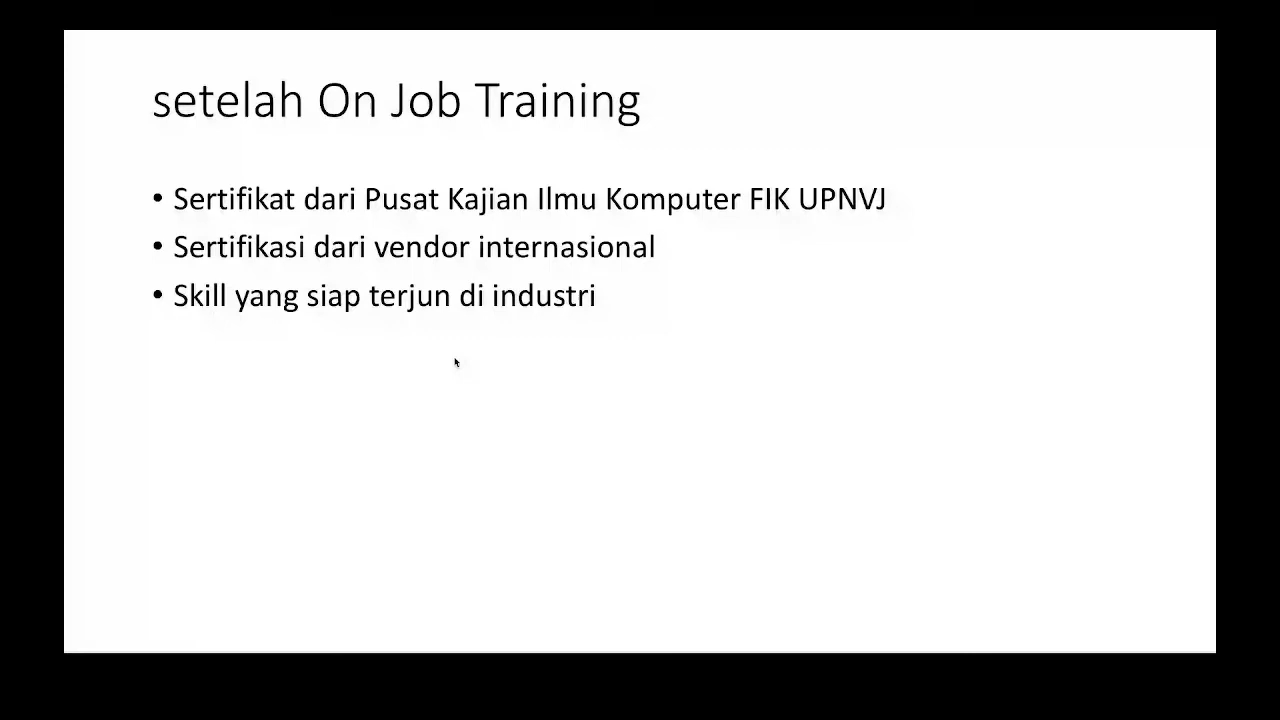 setelah On Job Training
• Sertifikat dari Pusat Kajian Ilmu Komputer FIK UPNVJ
• Sertifikasi dari vendor internasional
• Skill yang siap terjun di industri